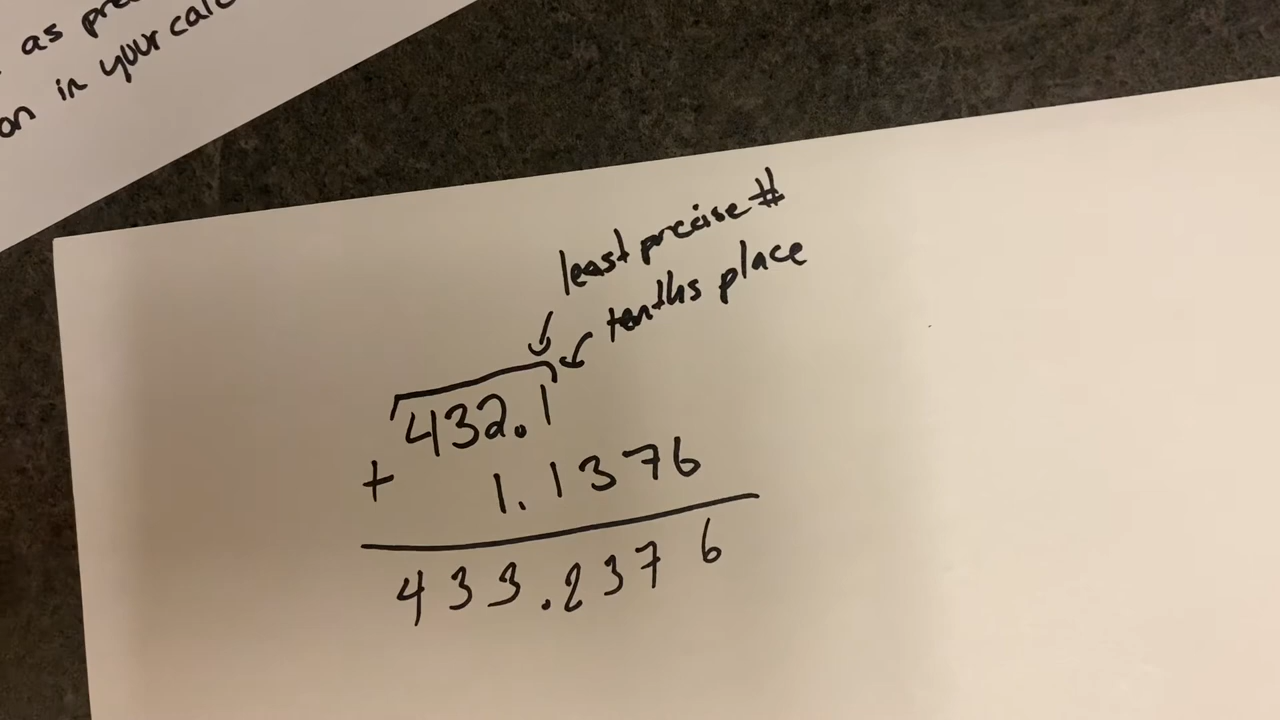 as pre
on in your calc
least precise #
tenths place
432.1
+ 1.1376
433.2376